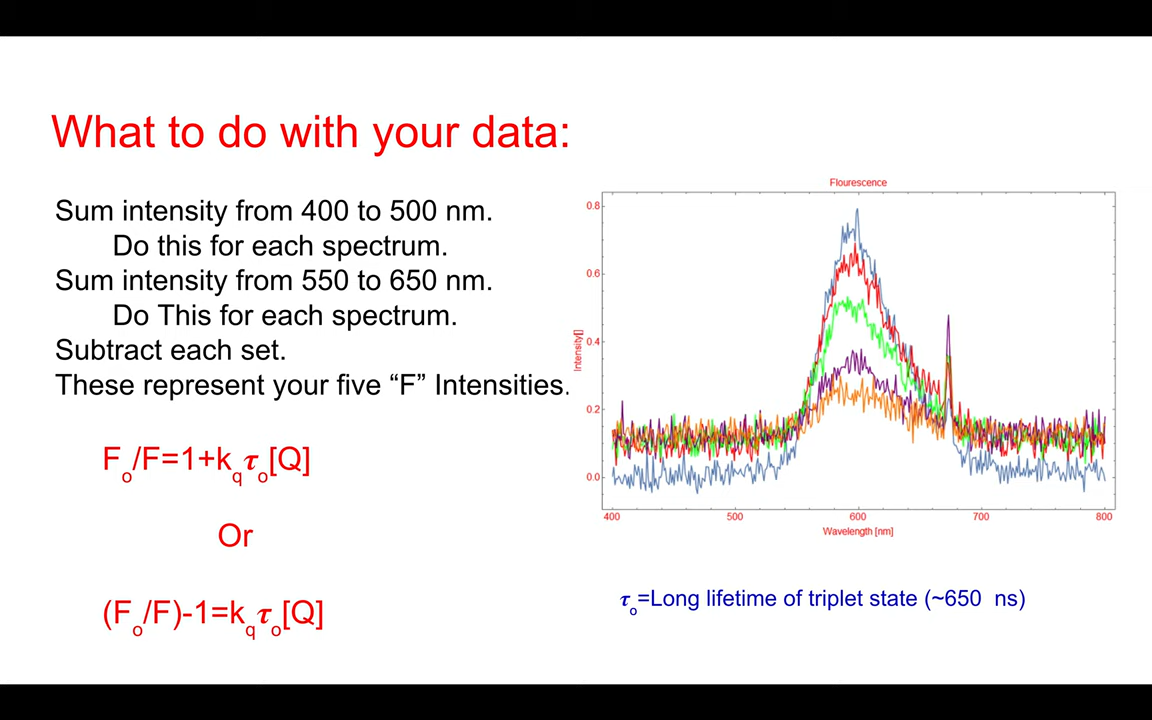 What to do with your data:
Sum intensity from 400 to 500 nm.
Do this for each spectrum.
Sum intensity from 550 to 650 nm.
Do This for each spectrum.
Subtract each set.
These represent your five “F” Intensities.
Fo/F=1+kqτo[Q]
Or
(Fo/F)-1=kqτo[Q]
Flourescence
Intensity[]
0.8
0.6
0.4
0.2
0.0
400 500 600 700 800
Wavelength [nm]
τo=Long lifetime of triplet state (~650 ns)